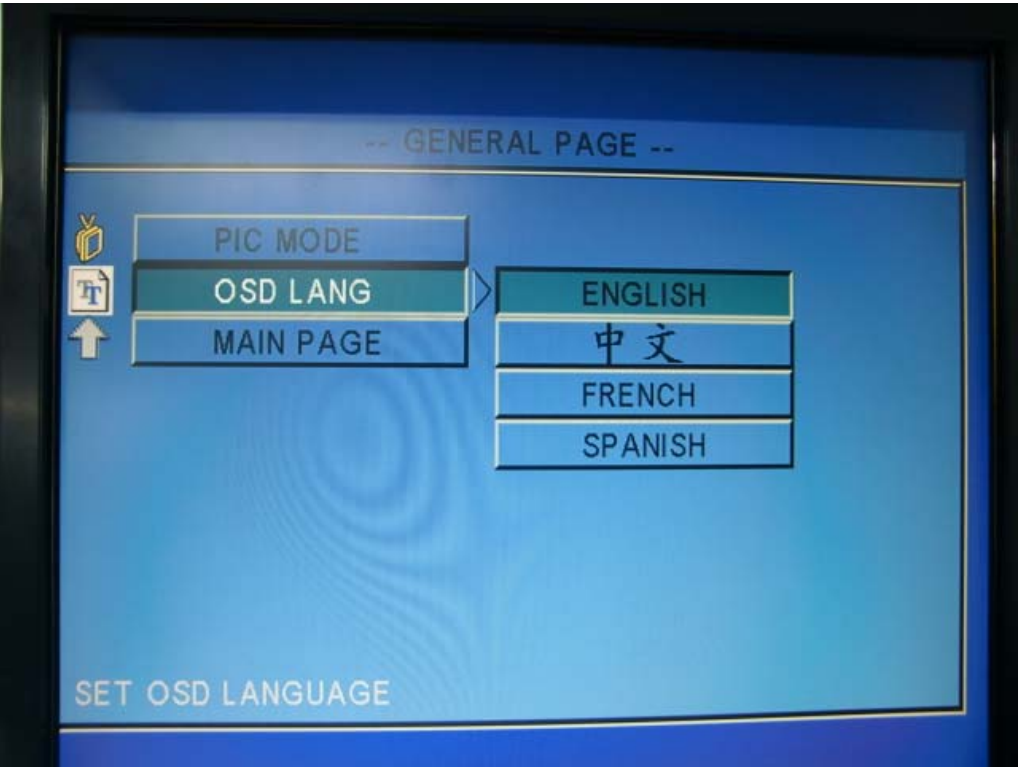 -- GENERAL PAGE --
PIC MODE
OSD LANG
ENGLISH
MAIN PAGE
中文
FRENCH
SPANISH
SET OSD LANGUAGE